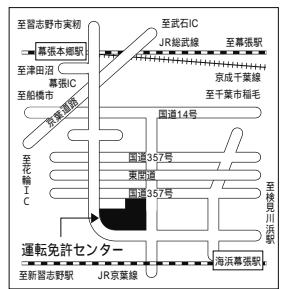 至習志野市実籾
至武石IC
幕張本郷駅
JR総武線
至幕張駅
至津田沼
幕張IC
京成千葉線
至船橋市
至千葉市稲毛
京葉道路
国道14号
至花輪IC
国道357号
東関道
国道357号
至検見川浜駅
運転免許センター
海浜幕張駅
至新習志野駅
JR京葉線